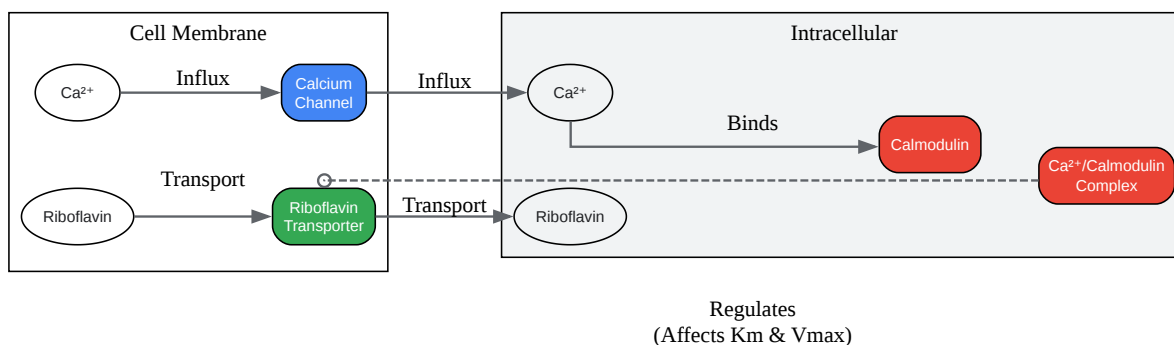 Cell Membrane
Intracellular
Ca²⁺
Influx
Calcium
Channel
Influx
Ca²⁺
Binds
Calmodulin
Ca²⁺/Calmodulin
Complex
Transport
Riboflavin
Riboflavin
Transporter
Transport
Riboflavin
Regulates
(Affects Km & Vmax)